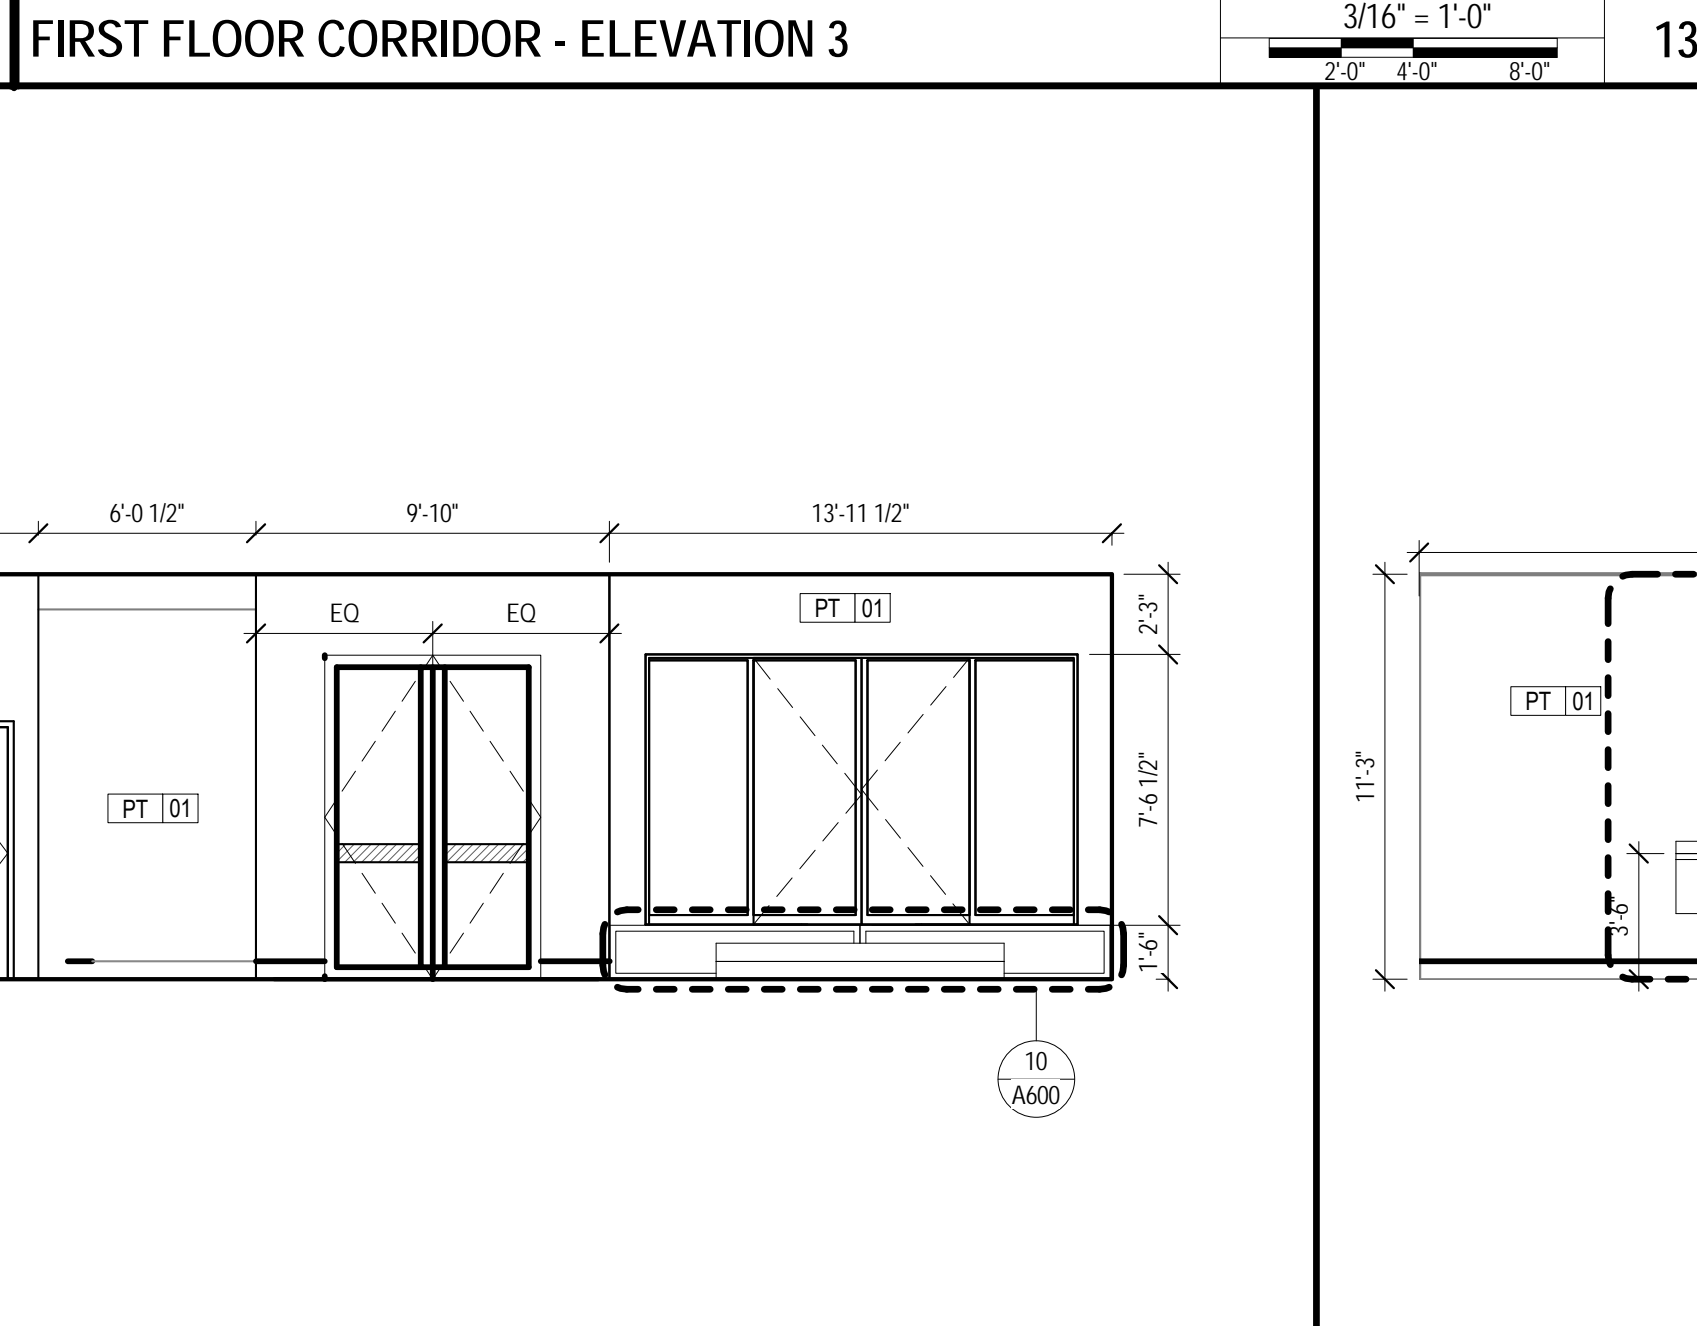 FIRST FLOOR CORRIDOR - ELEVATION 3
3/16" = 1'-0"
2'-0" 4'-0" 8'-0"
13
6'-0 1/2" 9'-10" 13'-11 1/2"
EQ EQ
PT 01
2'-3"
PT 01
7'-6 1/2"
11'-3"
PT 01
3'-6"
1'-6"
10
A600